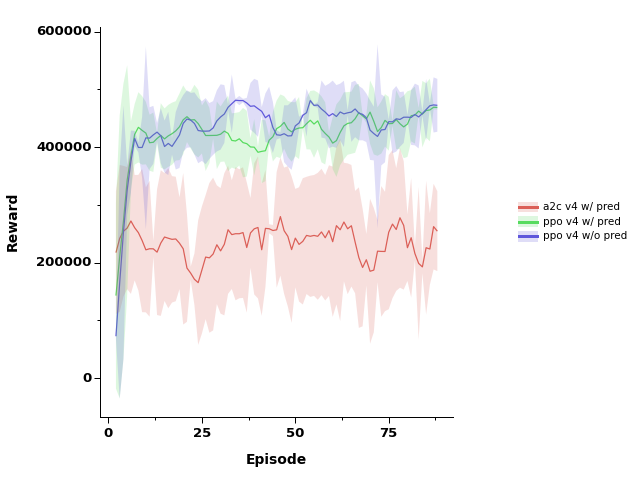 600000
400000
200000
0
Reward
0 25 50 75
Episode
a2c v4 w/ pred
ppo v4 w/ pred
ppo v4 w/o pred